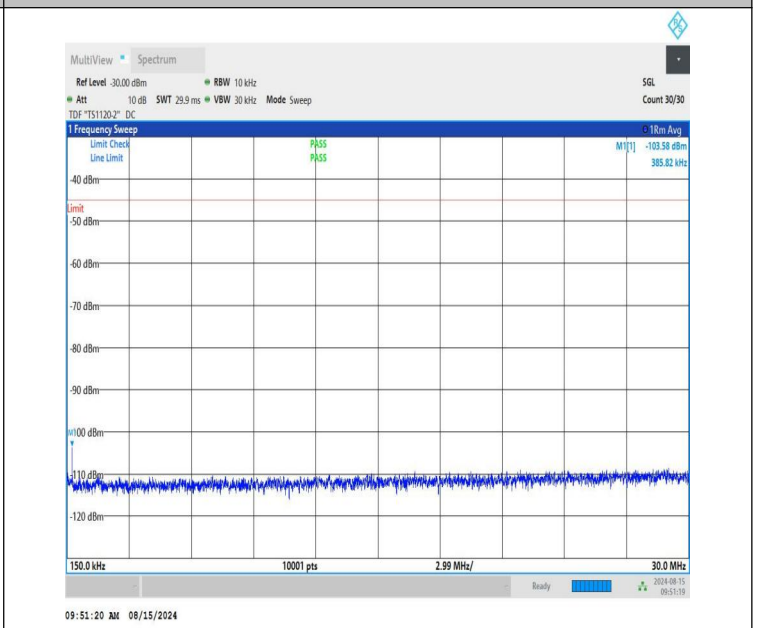 R S
MultiView Spectrum
Ref Level -30.00 dBm RBW 10 kHz SGL
Att 10 dB SWT 29.9 ms VBW 30 kHz Mode Sweep Count 30/30
TDF "TS1120-2" DC
1 Frequency Sweep 1Rm Avg
Limit Check PASS M1[1] -103.58 dBm
Line Limit PASS 385.82 kHz
-40 dBm
Limit
-50 dBm
-60 dBm
-70 dBm
-80 dBm
-90 dBm
M1
100 dBm
-110 dBm
-120 dBm
150.0 kHz 10001 pts 2.99 MHz/ 30.0 MHz
Ready 2024-08-15
09:51:19
09:51:20 AM 08/15/2024